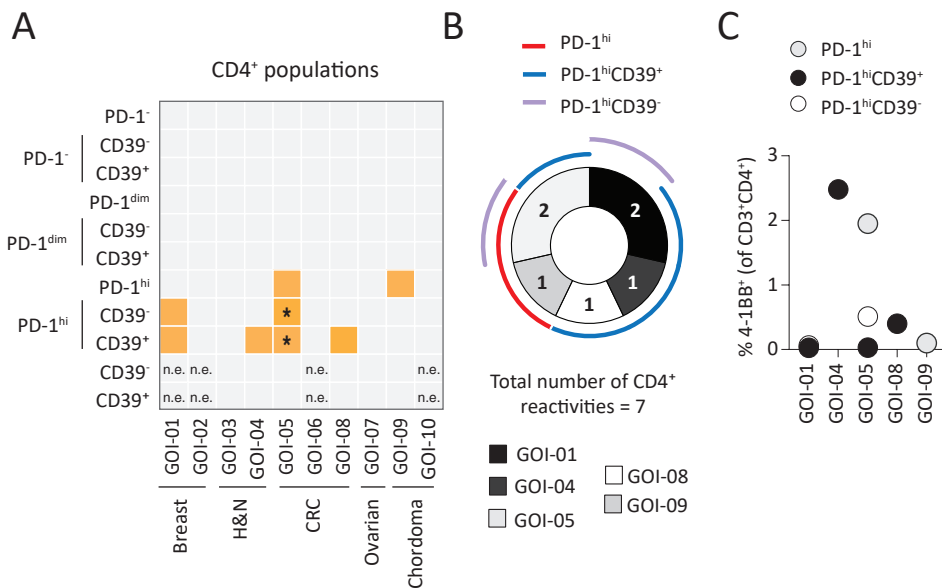 A
CD4⁺ populations
PD-1⁻
PD-1⁻
CD39⁻
CD39⁺
PD-1ᵈⁱᵐ
PD-1ᵈⁱᵐ
CD39⁻
CD39⁺
PD-1ʰⁱ
PD-1ʰⁱ
CD39⁻ *
CD39⁺ *
CD39⁻ n.e. n.e. n.e. n.e.
CD39⁺ n.e. n.e. n.e. n.e.
GOI-01 GOI-02 GOI-03 GOI-04 GOI-05 GOI-06 GOI-08 GOI-07 GOI-09 GOI-10
Breast H&N CRC Ovarian Chordoma
B
PD-1ʰⁱ
PD-1ʰⁱCD39⁺
PD-1ʰⁱCD39⁻
2 2
1 1
1
Total number of CD4⁺
reactivities = 7
GOI-01
GOI-04
GOI-05
GOI-08
GOI-09
C
PD-1ʰⁱ
PD-1ʰⁱCD39⁺
PD-1ʰⁱCD39⁻
% 4-1BB⁺ (of CD3⁺CD4⁺)
3
2
1
0
GOI-01 GOI-04 GOI-05 GOI-08 GOI-09